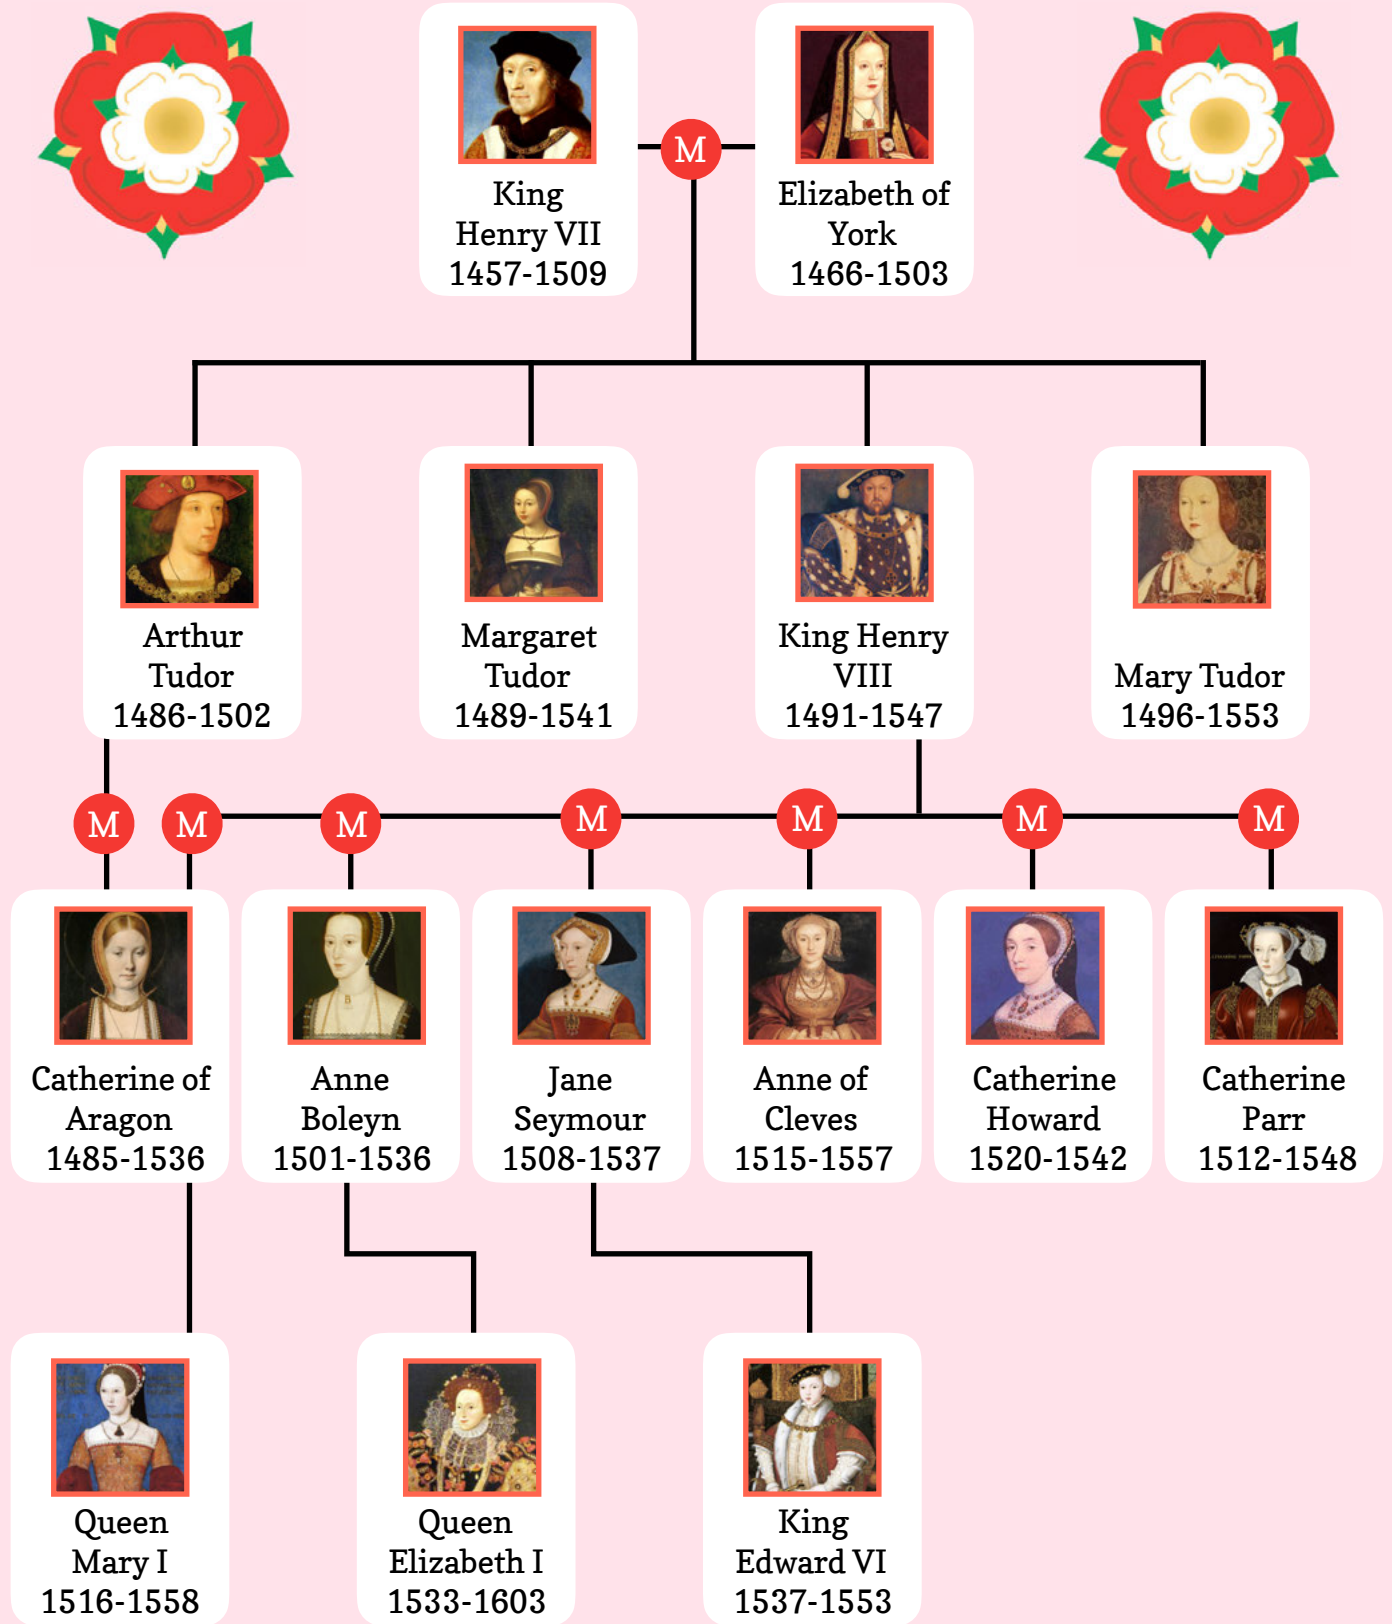 King
Henry VII
1457-1509
M
Elizabeth of
York
1466-1503
Arthur
Tudor
1486-1502
Margaret
Tudor
1489-1541
King Henry
VIII
1491-1547
Mary Tudor
1496-1553
M
M
M
M
M
M
M
Catherine of
Aragon
1485-1536
Anne
Boleyn
1501-1536
Jane
Seymour
1508-1537
Anne of
Cleves
1515-1557
Catherine
Howard
1520-1542
Catherine
Parr
1512-1548
Queen
Mary I
1516-1558
Queen
Elizabeth I
1533-1603
King
Edward VI
1537-1553